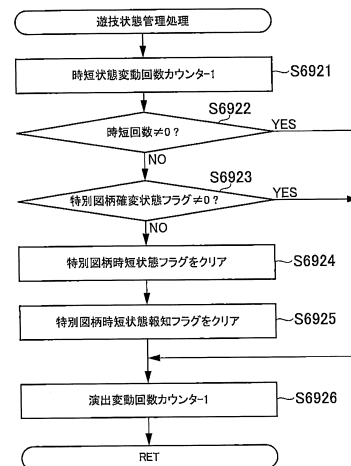 遊技状態管理処理
時短状態変動回数カウンター-1
S6921
S6922
時短回数≠0?
YES
NO
S6923
特別図柄確変状態フラグ≠0?
YES
NO
特別図柄時短状態フラグをクリア
S6924
特別図柄時短状態報知フラグをクリア
S6925
演出変動回数カウンター-1
S6926
RET